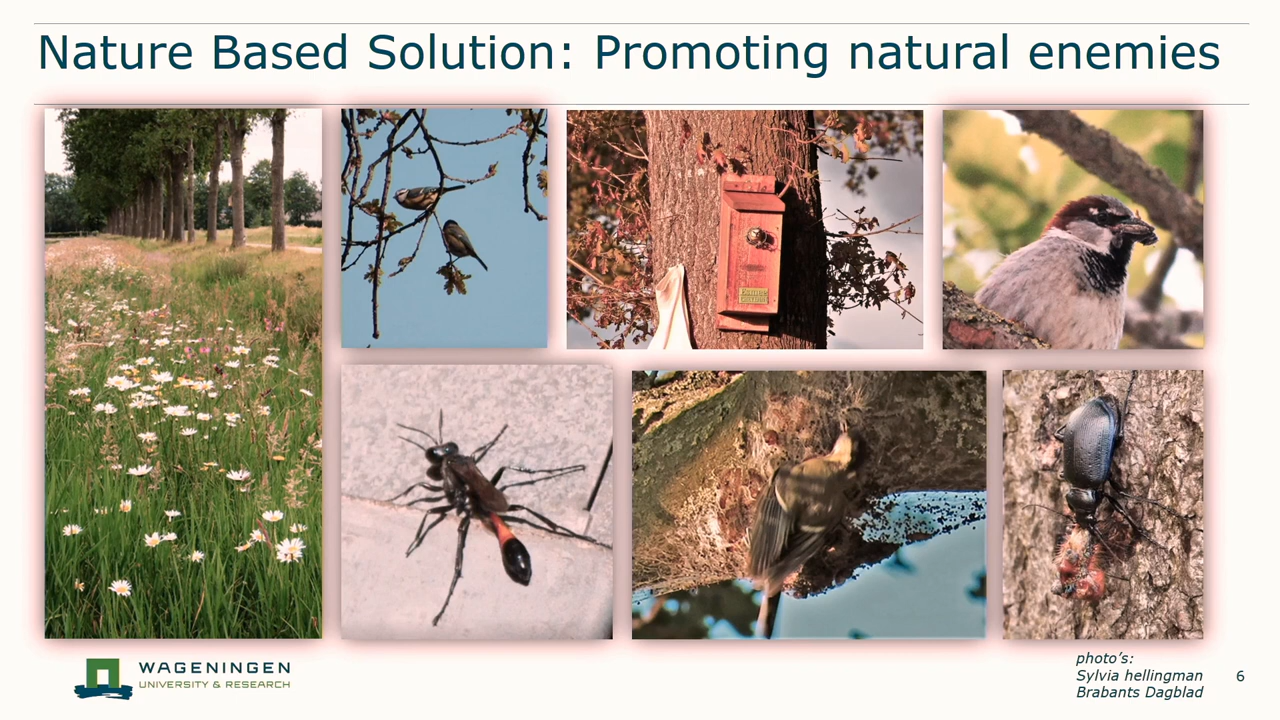 Nature Based Solution: Promoting natural enemies
WAGENINGEN
UNIVERSITY & RESEARCH
photo's:
Sylvia hellingman
Brabants Dagblad
6